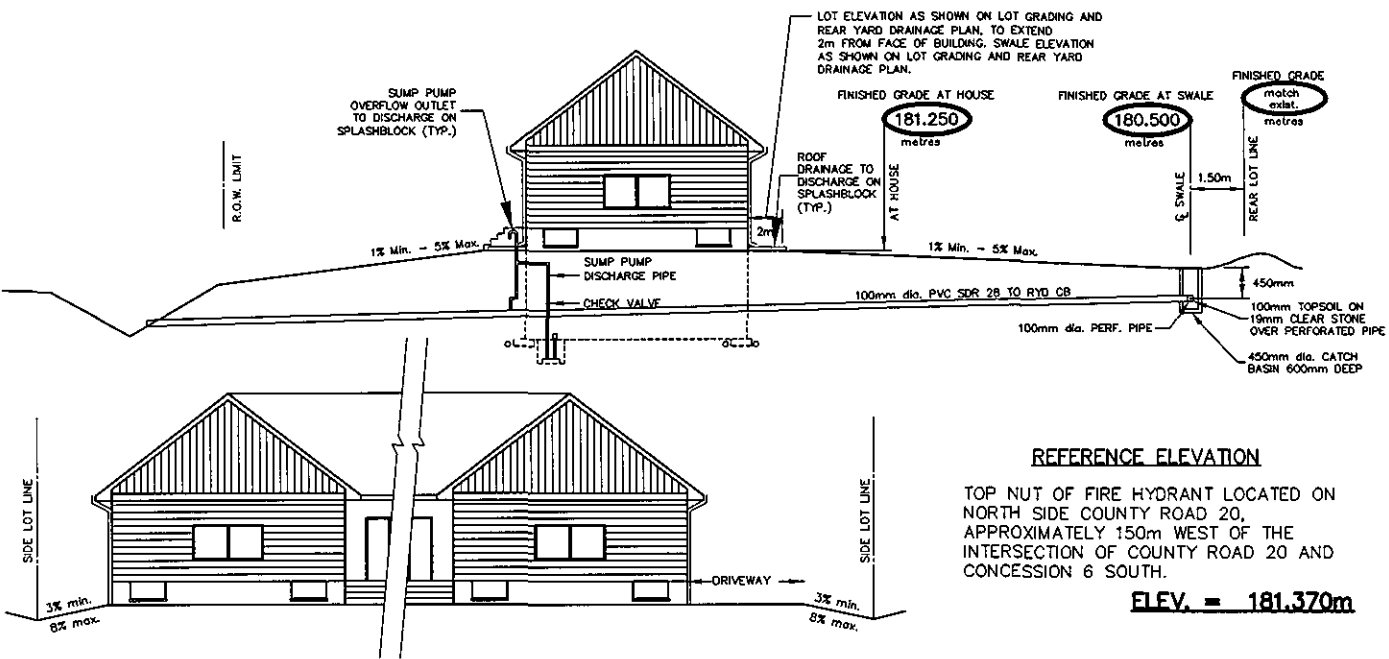 LOT ELEVATION AS SHOWN ON LOT GRADING AND
REAR YARD DRAINAGE PLAN, TO EXTEND
2m FROM FACE OF BUILDING. SWALE ELEVATION
AS SHOWN ON LOT GRADING AND REAR YARD
DRAINAGE PLAN.
SUMP PUMP
OVERFLOW OUTLET
TO DISCHARGE ON
SPLASHBLOCK (TYP.)
FINISHED GRADE AT HOUSE
181.250
metres
FINISHED GRADE AT SWALE
180.500
metres
FINISHED GRADE
match
exist.
metres
R.O.W. LIMIT
ROOF
DRAINAGE TO
DISCHARGE ON
SPLASHBLOCK
(TYP.)
AT HOUSE
℄ SWALE
1.50m
REAR LOT LINE
2m
1% Min. - 5% Max.
1% Min. - 5% Max.
SUMP PUMP
DISCHARGE PIPE
CHECK VALVE
100mm dia. PVC SDR 28 TO RYD CB
450mm
100mm dia. PERF. PIPE
100mm TOPSOIL ON
19mm CLEAR STONE
OVER PERFORATED PIPE
450mm dia. CATCH
BASIN 600mm DEEP
SIDE LOT LINE
SIDE LOT LINE
DRIVEWAY
3% min.
8% max.
3% min.
8% max.
REFERENCE ELEVATION
TOP NUT OF FIRE HYDRANT LOCATED ON
NORTH SIDE COUNTY ROAD 20,
APPROXIMATELY 150m WEST OF THE
INTERSECTION OF COUNTY ROAD 20 AND
CONCESSION 6 SOUTH.
ELEV. = 181.370m